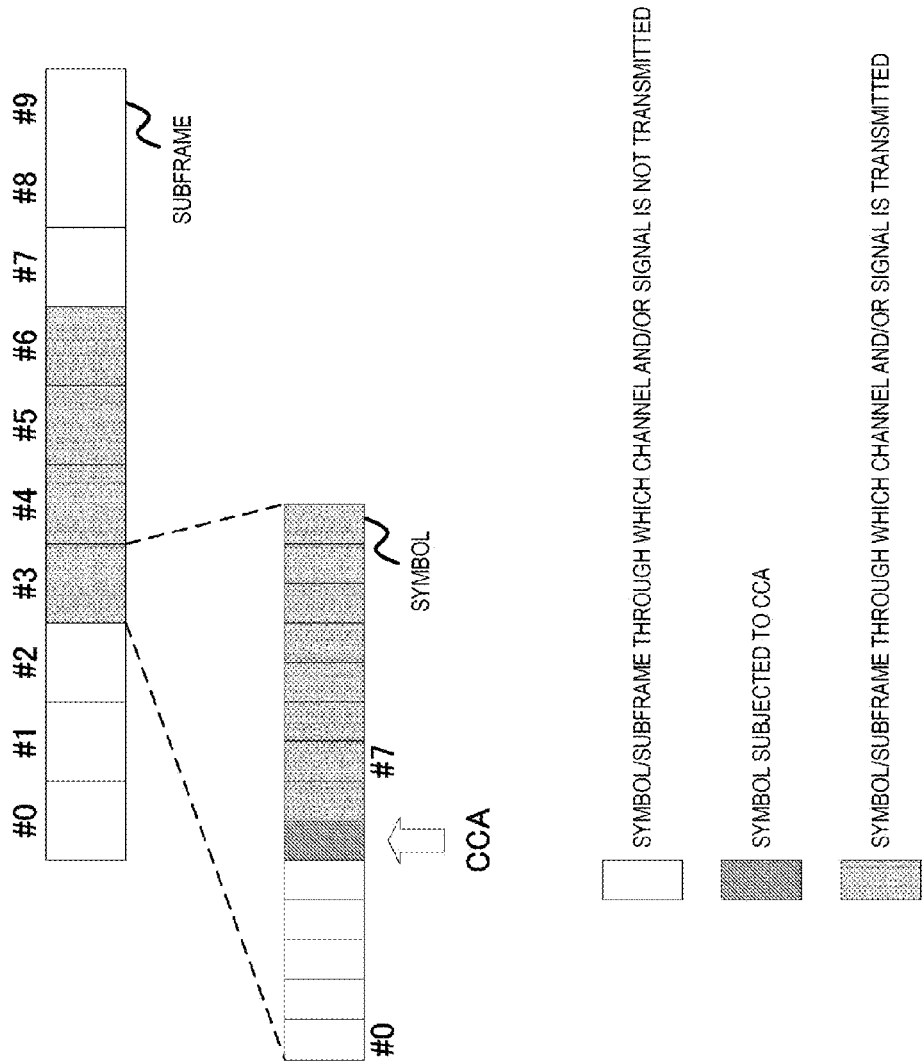 #0 #1 #2 #3 #4 #5 #6 #7 #8 #9
SUBFRAME
SYMBOL
#0 #7
CCA
SYMBOL/SUBFRAME THROUGH WHICH CHANNEL AND/OR SIGNAL IS NOT TRANSMITTED
SYMBOL SUBJECTED TO CCA
SYMBOL/SUBFRAME THROUGH WHICH CHANNEL AND/OR SIGNAL IS TRANSMITTED